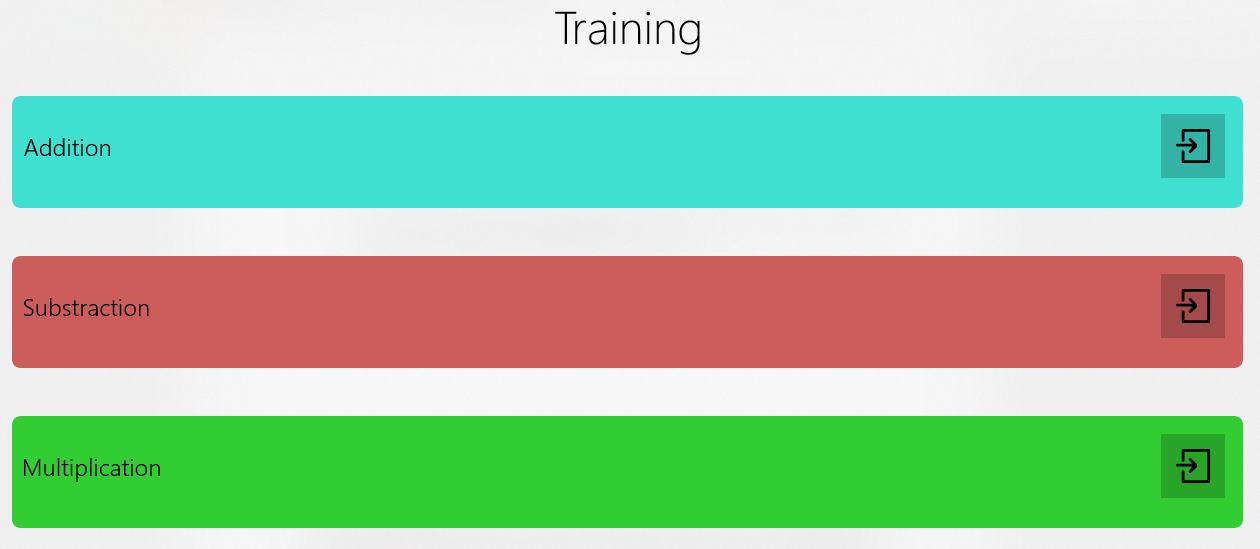 Training
Addition
Substraction
Multiplication